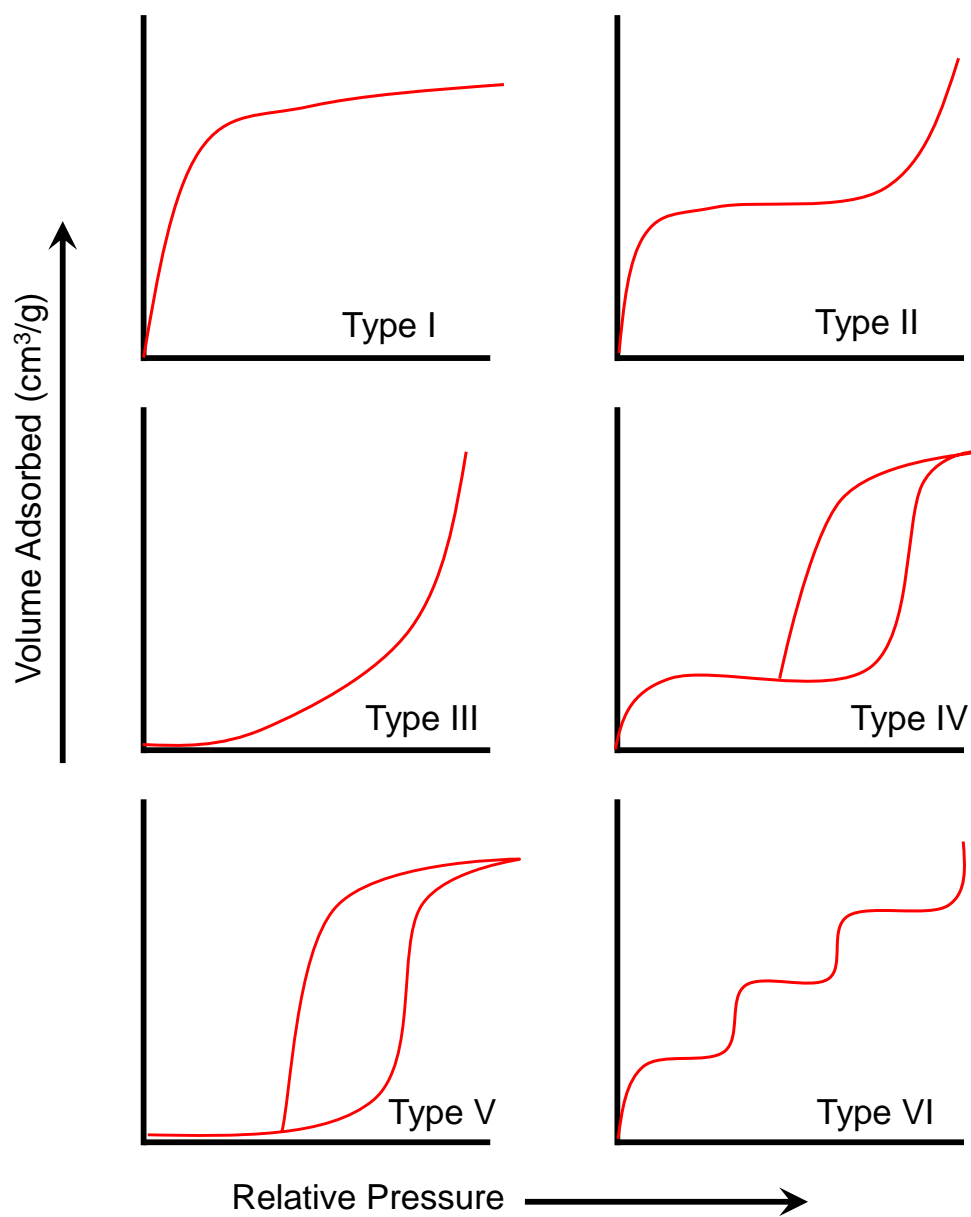 Type I
Type II
Volume Adsorbed (cm³/g)
Type III
Type IV
Type V
Type VI
Relative Pressure